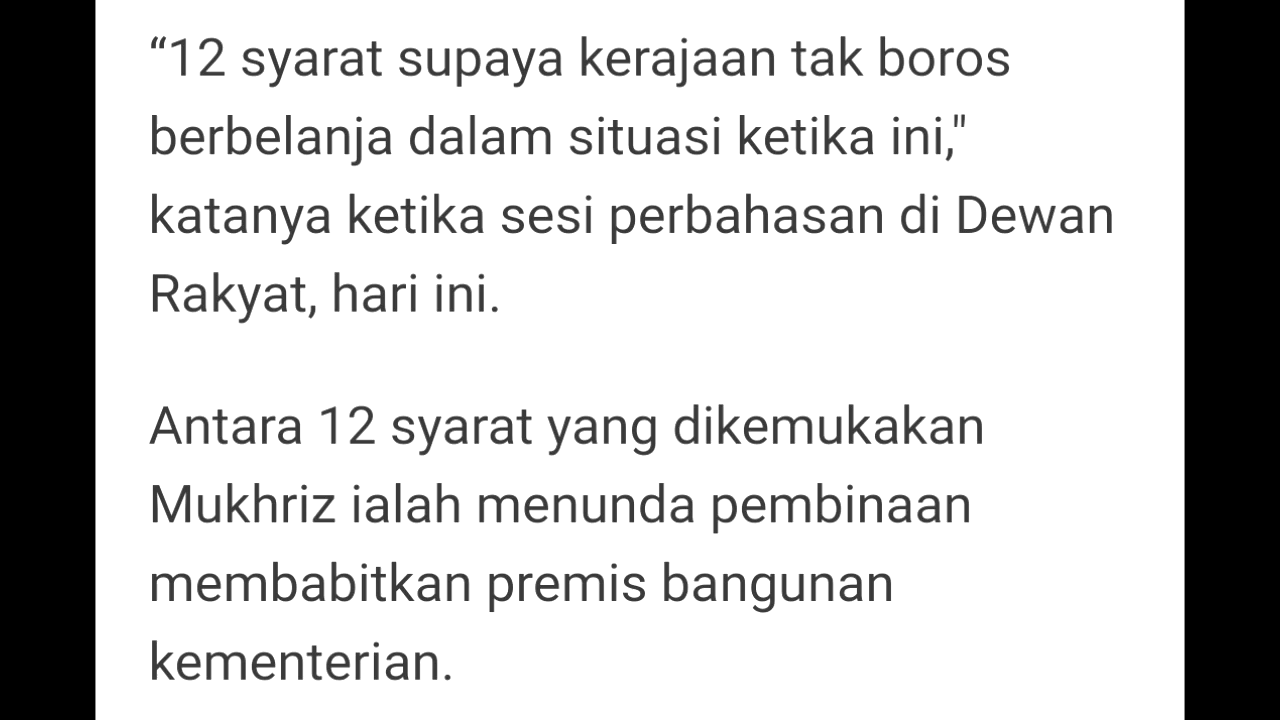 “12 syarat supaya kerajaan tak boros
berbelanja dalam situasi ketika ini,"
katanya ketika sesi perbahasan di Dewan
Rakyat, hari ini.
Antara 12 syarat yang dikemukakan
Mukhriz ialah menunda pembinaan
membabitkan premis bangunan
kementerian.